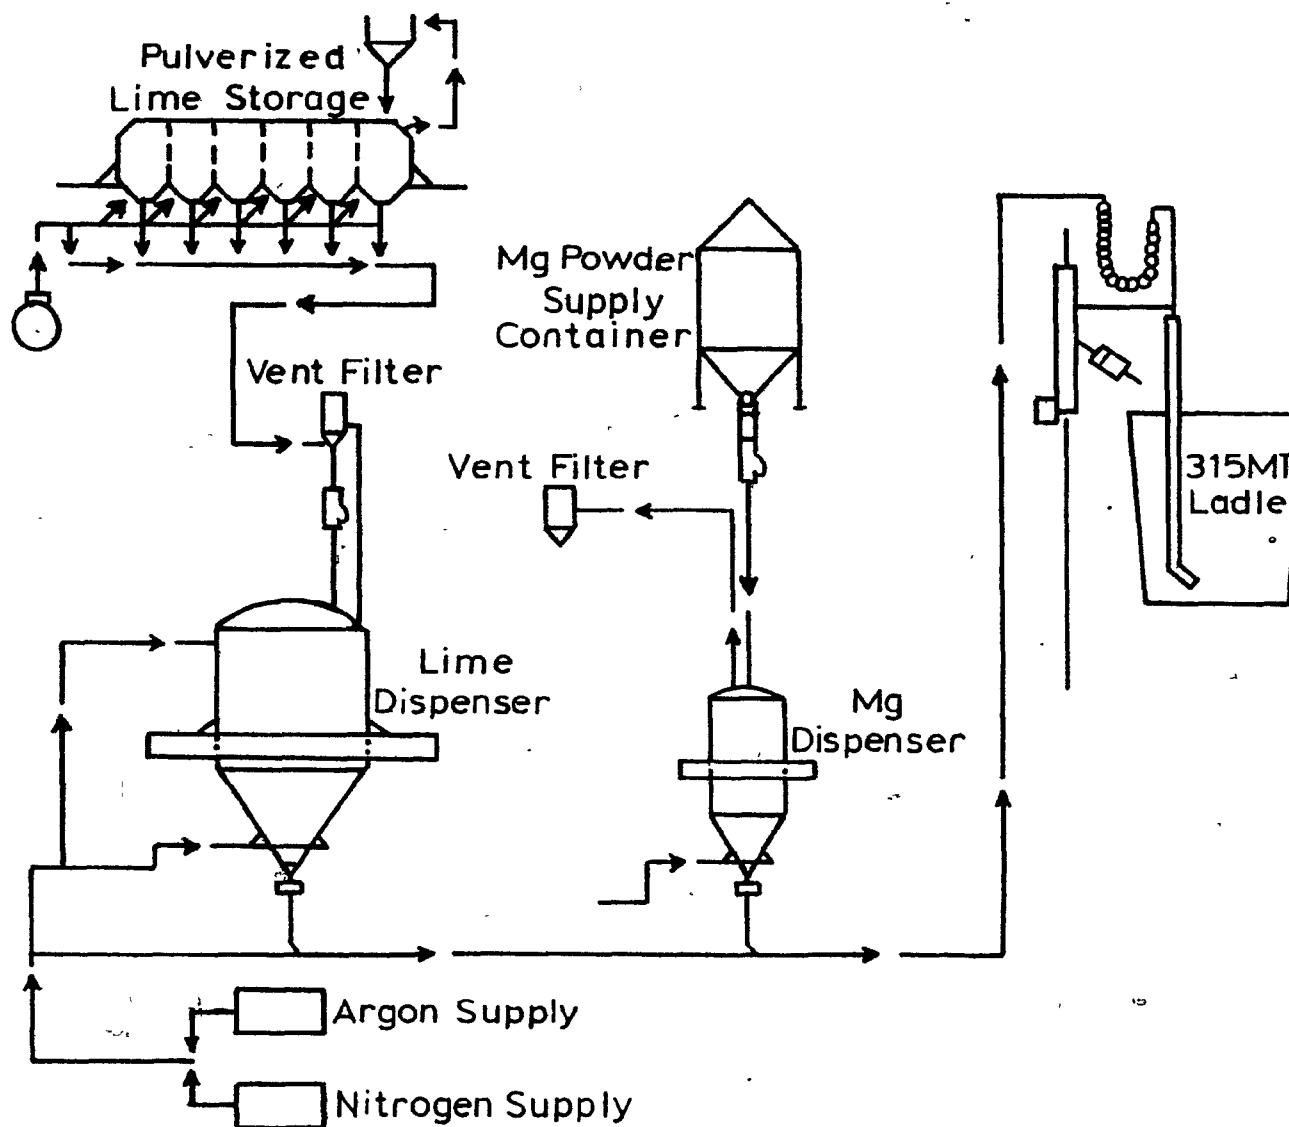 Pulverized
Lime Storage
Mg Powder
Supply
Container
Vent Filter
Vent Filter
315MT
Ladle
Lime
Dispenser
Mg
Dispenser
Argon Supply
Nitrogen Supply